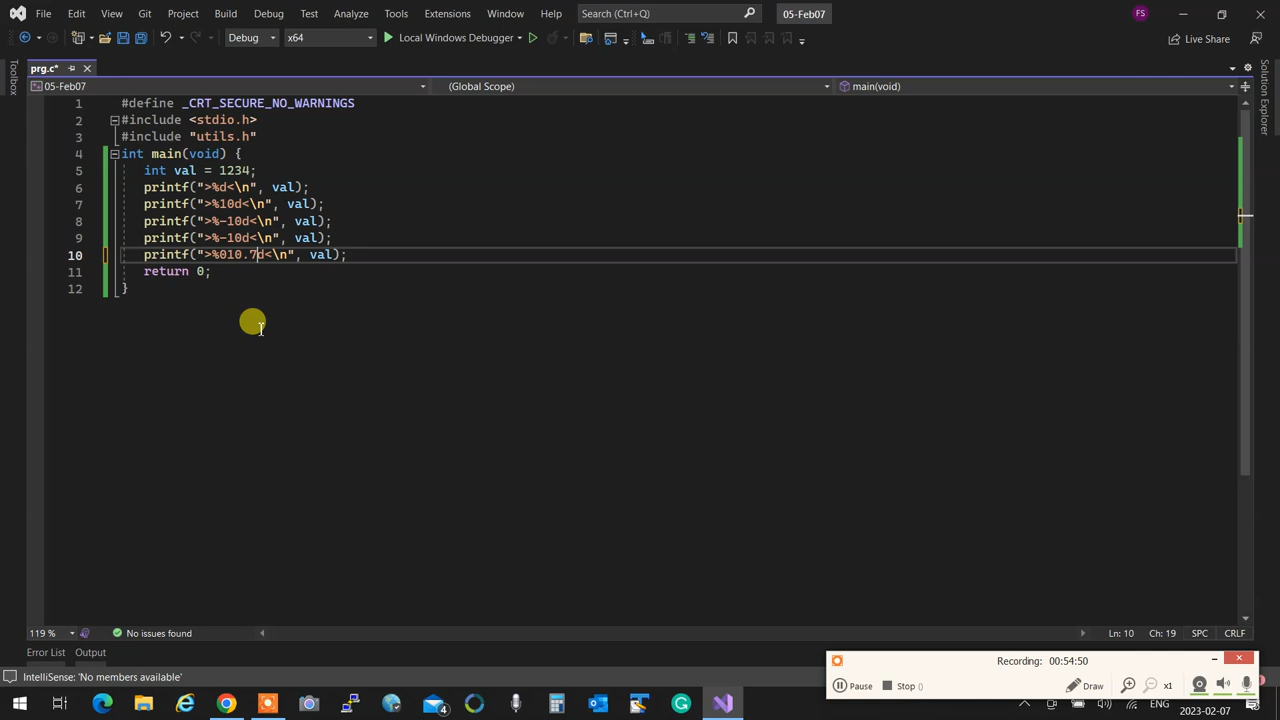 File Edit View Git Project Build Debug Test Analyze Tools Extensions Window Help Search (Ctrl+Q) 05-Feb07 FS
Debug x64 Local Windows Debugger Live Share
Toolbox
prg.c*
Solution Explorer
05-Feb07 (Global Scope) main(void)
1 #define _CRT_SECURE_NO_WARNINGS
2 #include <stdio.h>
3 #include "utils.h"
4 int main(void) {
5 int val = 1234;
6 printf(">%d<\n", val);
7 printf(">%10d<\n", val);
8 printf(">%-10d<\n", val);
9 printf(">%-10d<\n", val);
10 printf(">%010.7d<\n", val);
11 return 0;
12 }
119 % No issues found Ln: 10 Ch: 19 SPC CRLF
Error List Output
Recording: 00:54:50
IntelliSense: 'No members available'
Pause Stop () Draw x1
4 ENG 2023-02-07